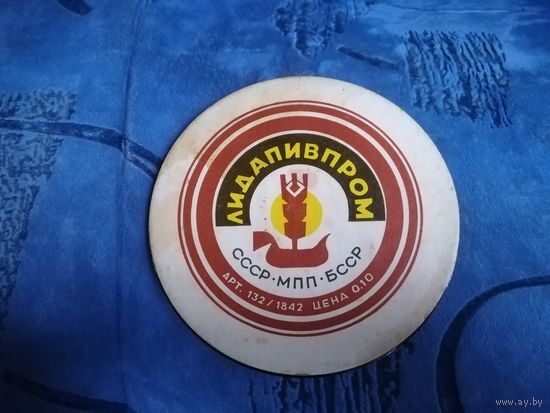 ЛИДАПИВПРОМ
СССР·МПП·БССР
АРТ. 132/1842 ЦЕНА 0.10
www.ay.by